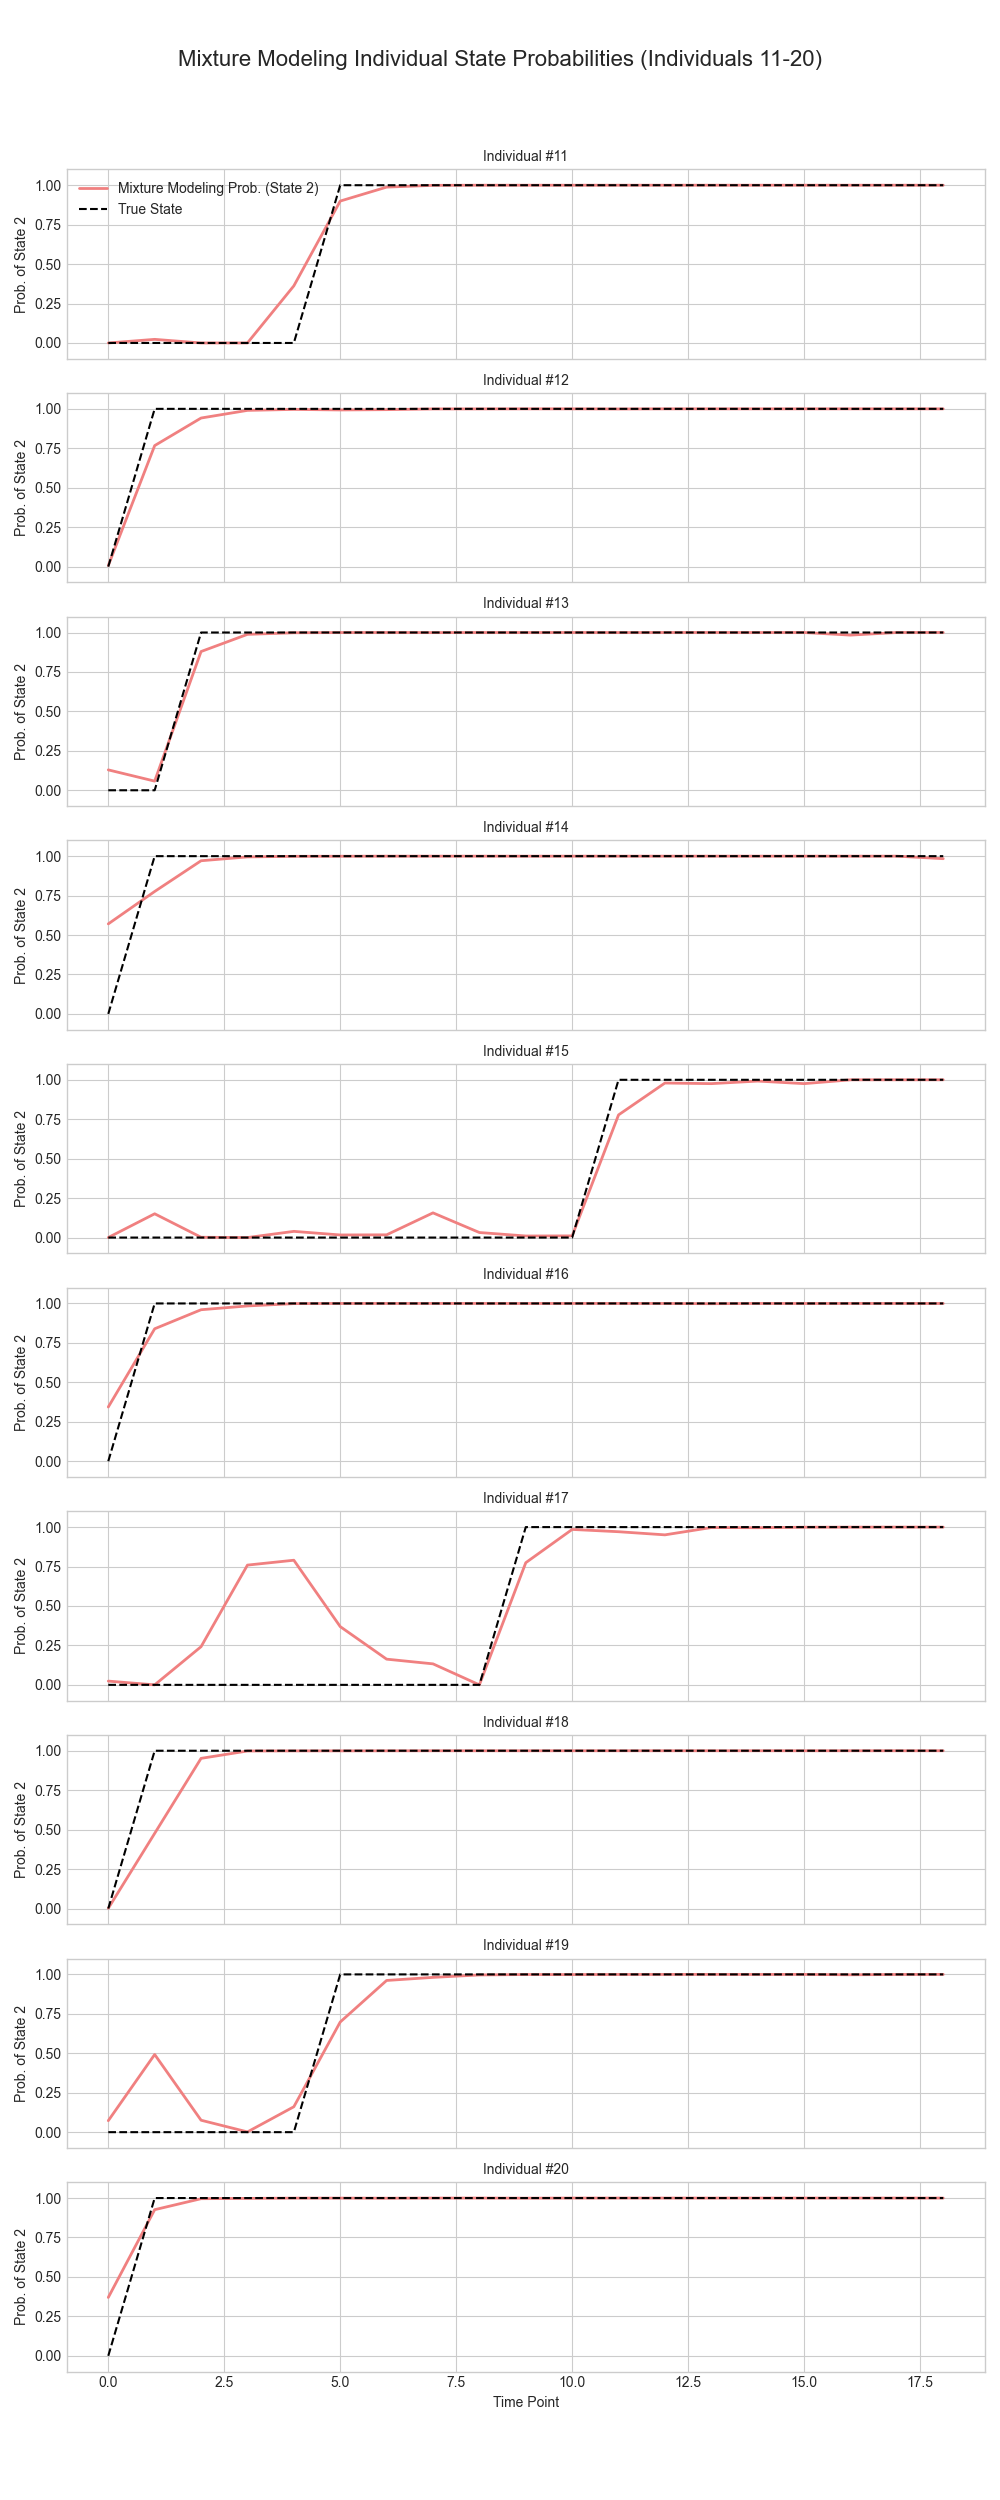 Mixture Modeling Individual State Probabilities (Individuals 11-20)
Individual #11
Mixture Modeling Prob. (State 2)
True State
Prob. of State 2
1.00
0.75
0.50
0.25
0.00
Individual #12
Prob. of State 2
1.00
0.75
0.50
0.25
0.00
Individual #13
Prob. of State 2
1.00
0.75
0.50
0.25
0.00
Individual #14
Prob. of State 2
1.00
0.75
0.50
0.25
0.00
Individual #15
Prob. of State 2
1.00
0.75
0.50
0.25
0.00
Individual #16
Prob. of State 2
1.00
0.75
0.50
0.25
0.00
Individual #17
Prob. of State 2
1.00
0.75
0.50
0.25
0.00
Individual #18
Prob. of State 2
1.00
0.75
0.50
0.25
0.00
Individual #19
Prob. of State 2
1.00
0.75
0.50
0.25
0.00
Individual #20
Prob. of State 2
1.00
0.75
0.50
0.25
0.00
0.0 2.5 5.0 7.5 10.0 12.5 15.0 17.5
Time Point